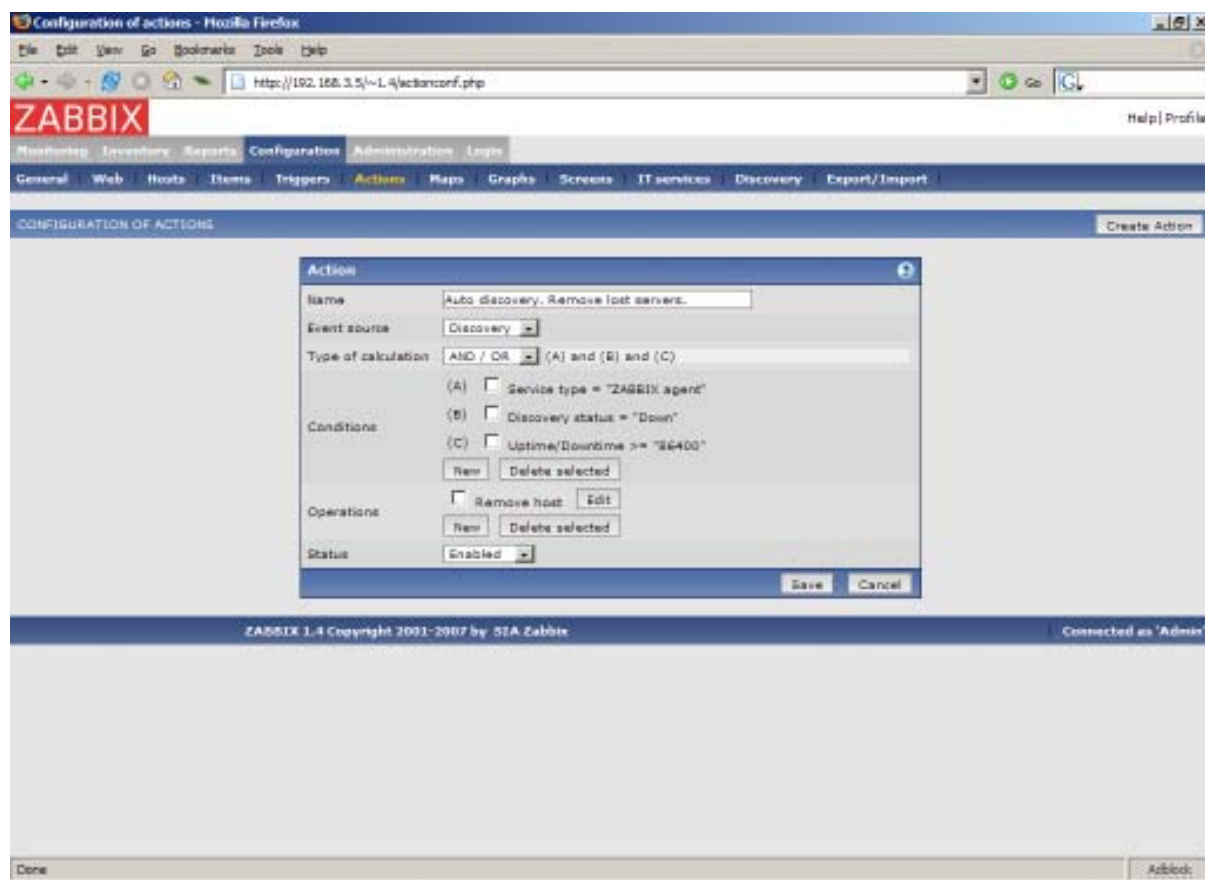 Configuration of actions - Mozilla Firefox
File Edit View Go Bookmarks Tools Help
http://192.168.3.5/~1.4/actionconf.php Go
ZABBIX
Help | Profile
Monitoring Inventory Reports Configuration Administration Login
General Web Hosts Items Triggers Actions Maps Graphs Screens IT services Discovery Export/Import
CONFIGURATION OF ACTIONS Create Action
Action
Name Auto discovery. Remove lost servers.
Event source Discovery
Type of calculation AND / OR (A) and (B) and (C)
(A) Service type = "ZABBIX agent"
(B) Discovery status = "Down"
Conditions
(C) Uptime/Downtime >= "86400"
New Delete selected
Remove host Edit
Operations
New Delete selected
Status Enabled
Save Cancel
ZABBIX 1.4 Copyright 2001-2007 by SIA Zabbix Connected as 'Admin'
Done Adblock